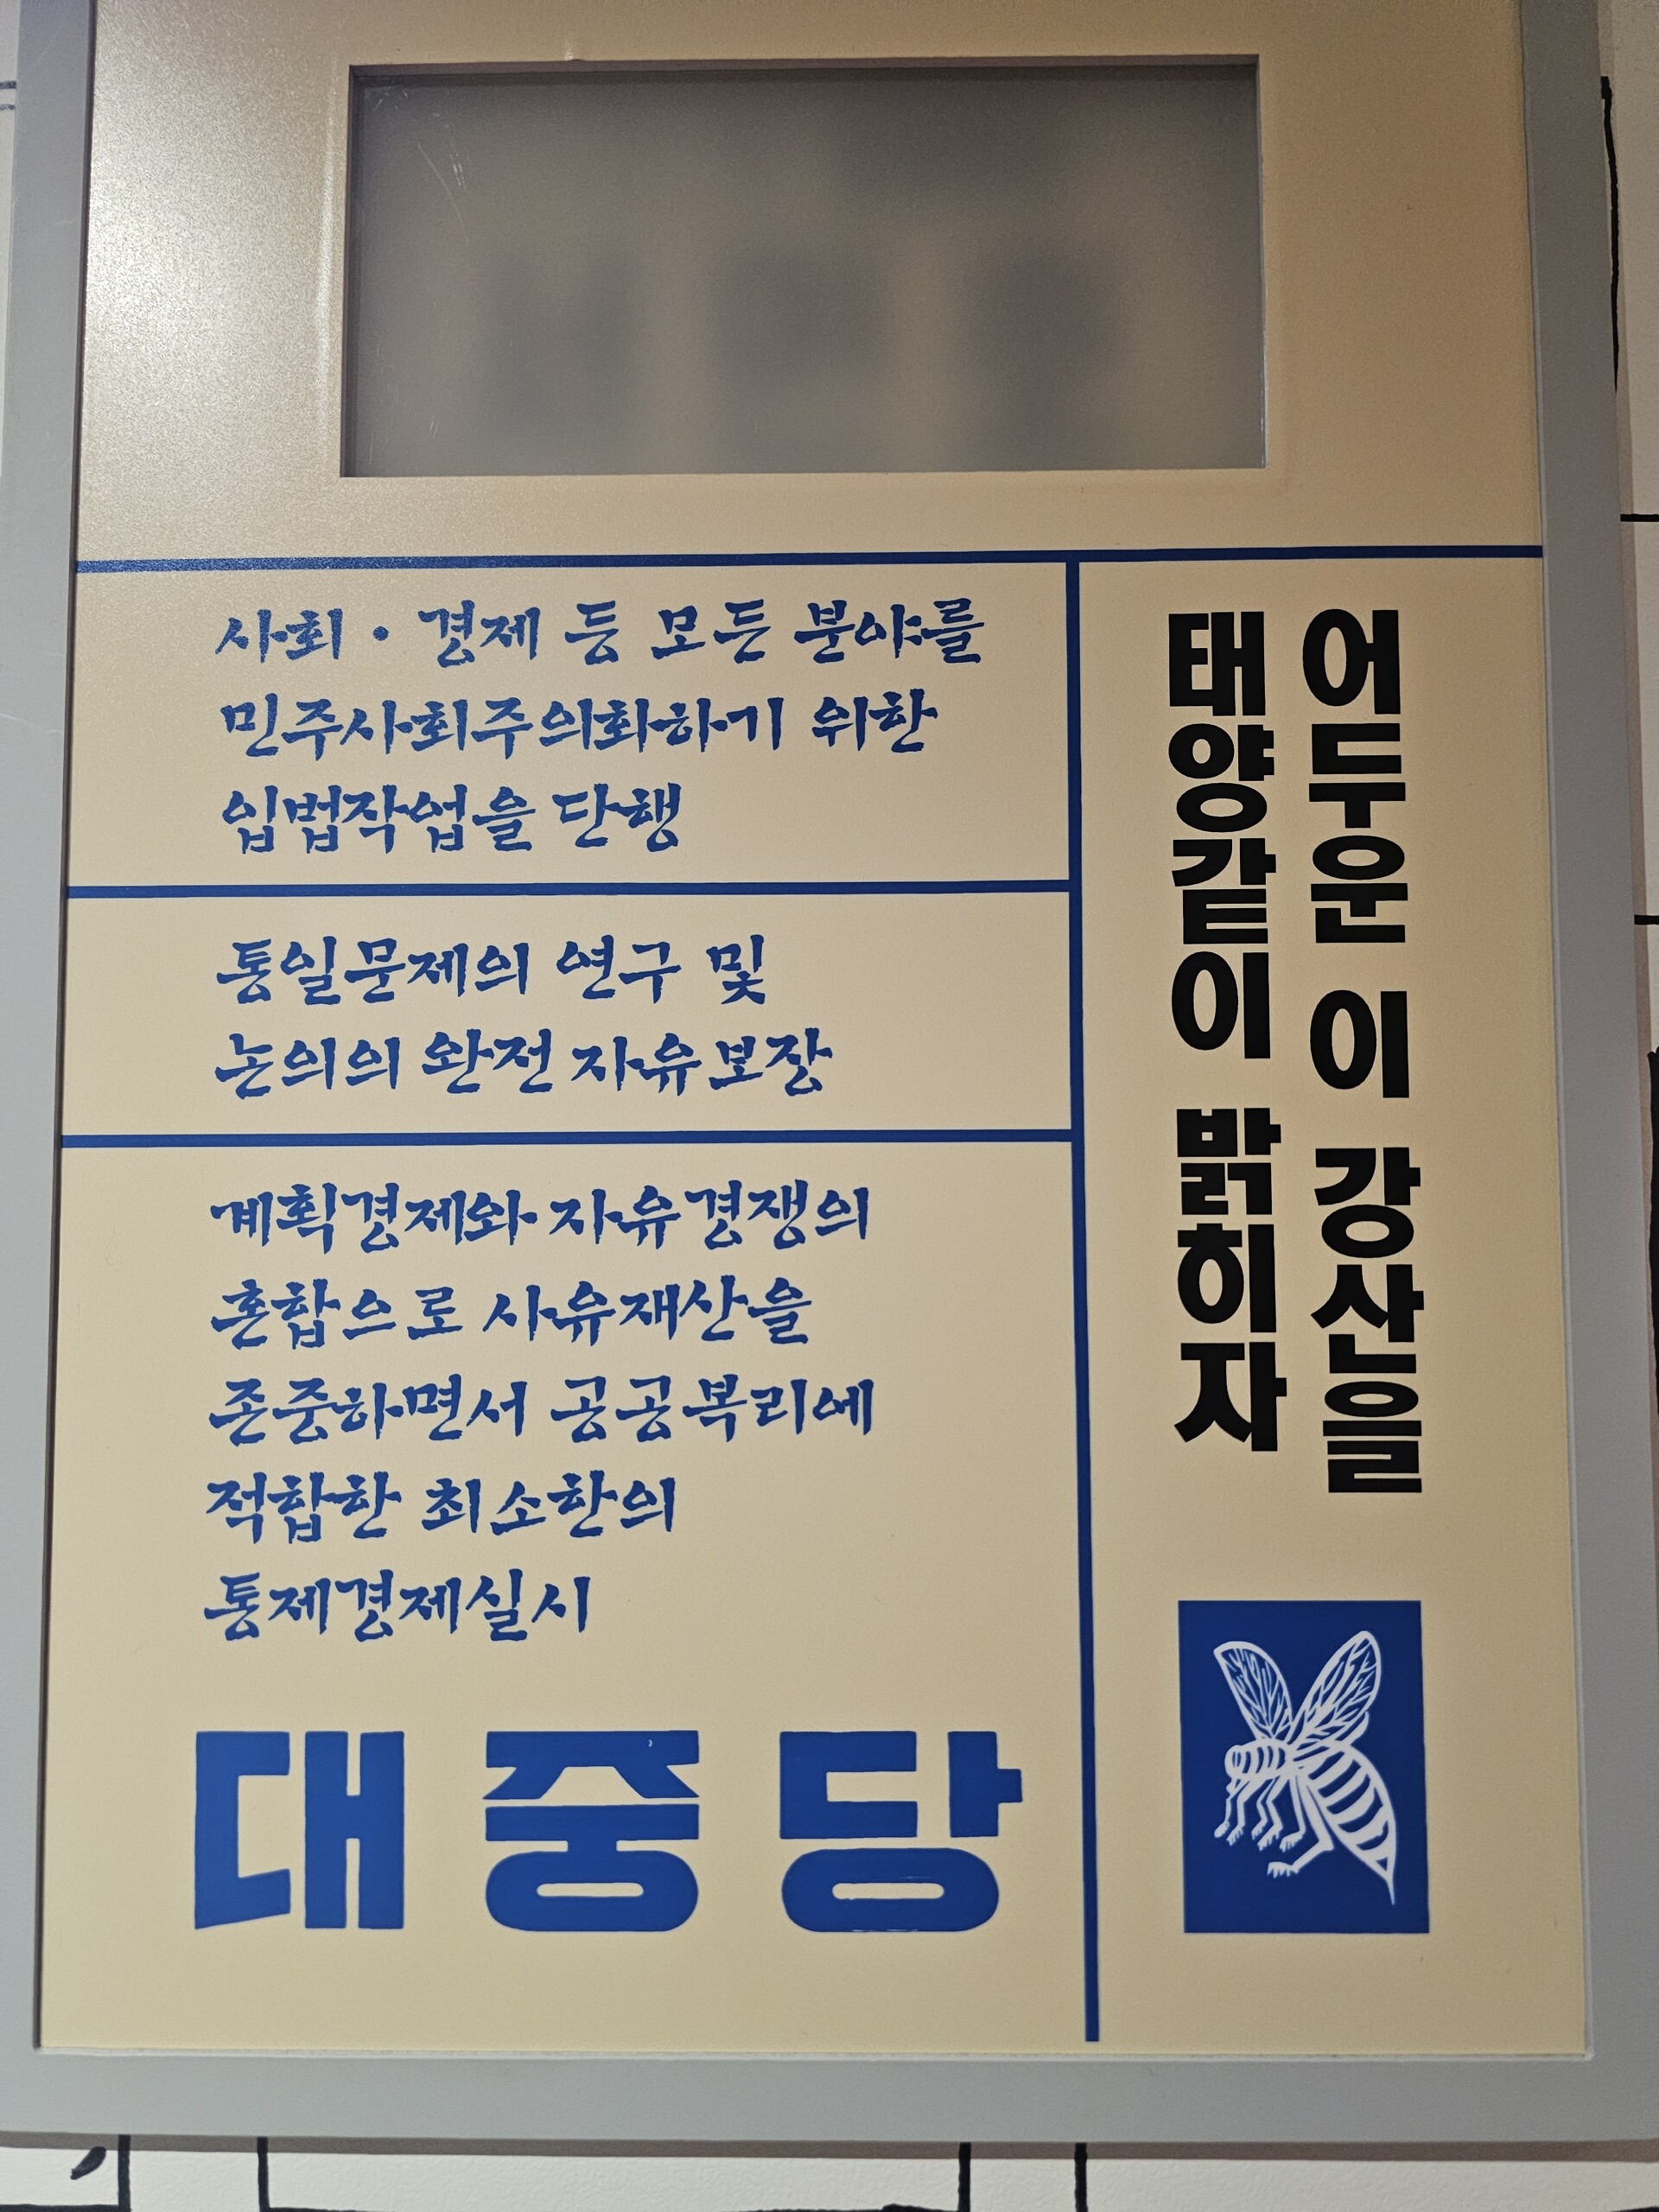 어두운 이 강산을
태양같이 밝히자
사회·경제 등 모든 분야를
민주사회주의화하기 위한
입법작업을 단행
통일문제의 연구 및
논의의 완전 자유보장
계획경제와 자유경쟁의
혼합으로 사유재산을
존중하면서 공공복리에
적합한 최소한의
통제경제실시
대중당